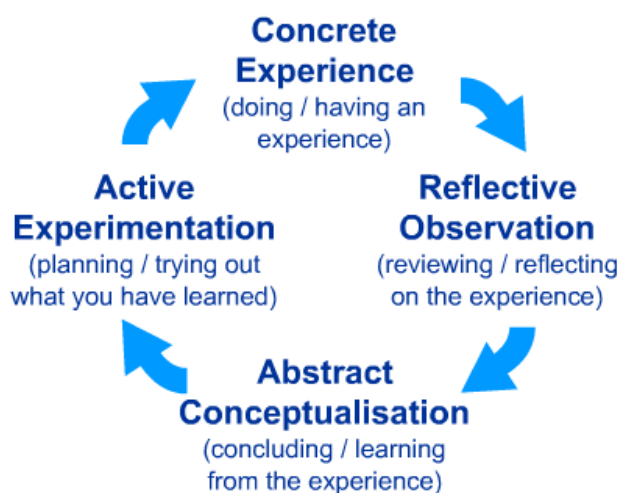 Concrete
Experience
(doing / having an
experience)
Reflective
Observation
(reviewing / reflecting
on the experience)
Abstract
Conceptualisation
(concluding / learning
from the experience)
Active
Experimentation
(planning / trying out
what you have learned)